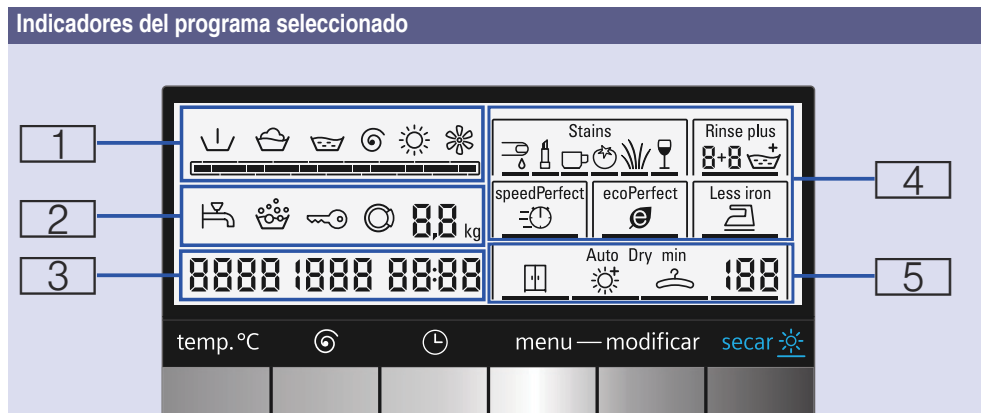 Indicadores del programa seleccionado
1
2
3
4
5
8.8 kg
8888 1888 88:88
Stains
Rinse plus
8+8
speedPerfect
ecoPerfect
Less iron
Auto Dry min
188
temp.°C
menu — modificar
secar